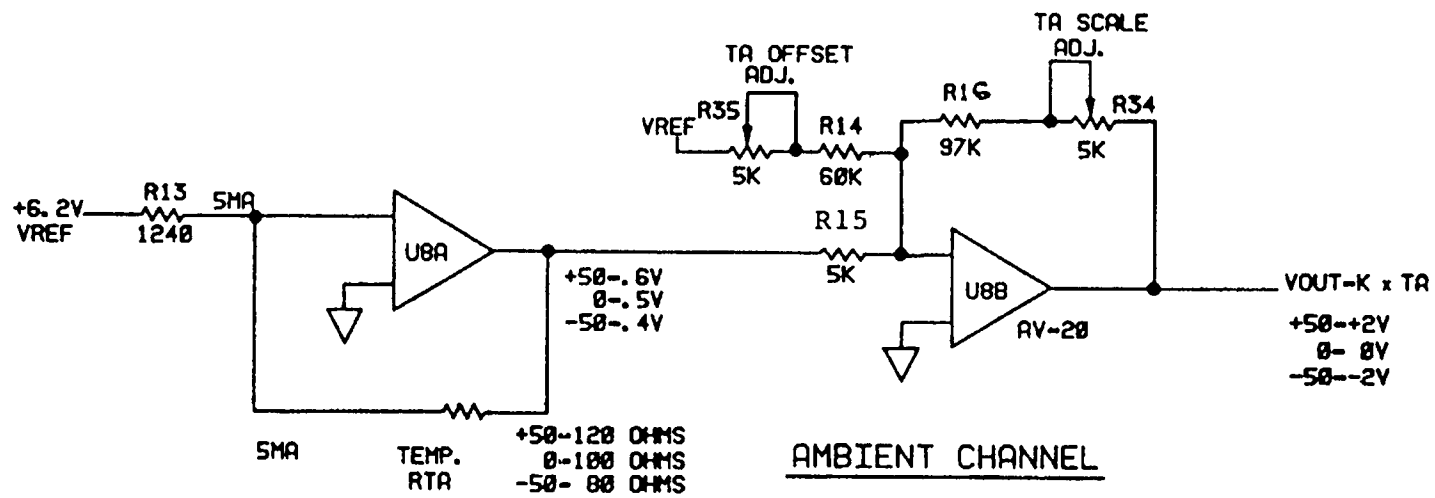 TA SCALE
ADJ.
TA OFFSET
ADJ.
R16
R34
R35
VREF
R14
97K
5K
5K
60K
R13
5MA
+6.2V
VREF
1240
R15
U8A
5K
+50-.6V
0-.5V
-50-.4V
U8B
AV-20
VOUT=K x TA
+50-+2V
0- 0V
-50--2V
5MA
TEMP.
RTA
+50-120 OHMS
0-100 OHMS
-50- 80 OHMS
AMBIENT CHANNEL